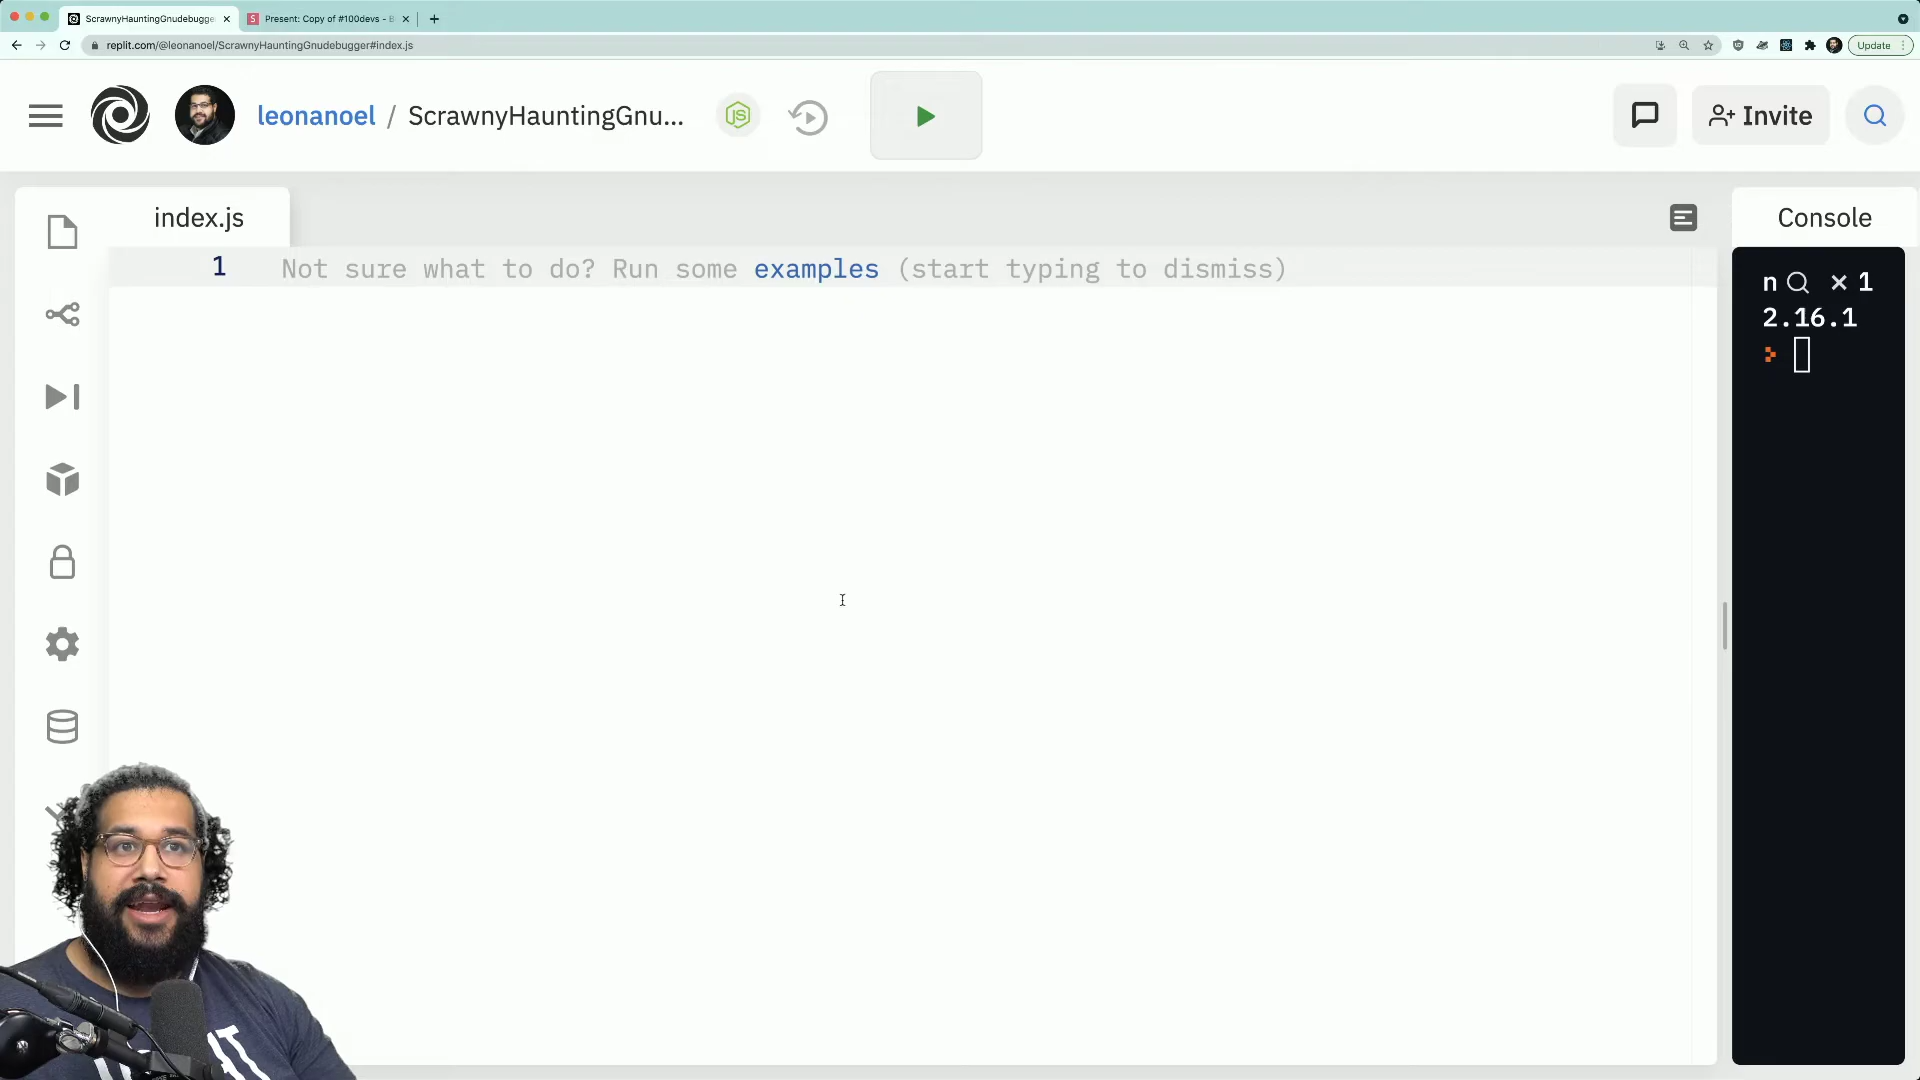 ScrawnyHauntingGnudebugge
Present: Copy of #100devs - B
replit.com/@leonanoel/ScrawnyHauntingGnudebugger#index.js
Update
leonanoel / ScrawnyHauntingGnu...
JS
Invite
index.js
Console
1
Not sure what to do? Run some examples (start typing to dismiss)
n × 1
2.16.1